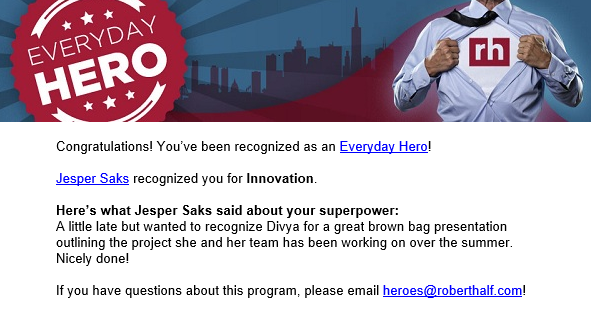 EVERYDAY
HERO
rh
Congratulations! You've been recognized as an Everyday Hero!
Jesper Saks recognized you for Innovation.
Here's what Jesper Saks said about your superpower:
A little late but wanted to recognize Divya for a great brown bag presentation
outlining the project she and her team has been working on over the summer.
Nicely done!
If you have questions about this program, please email heroes@roberthalf.com!